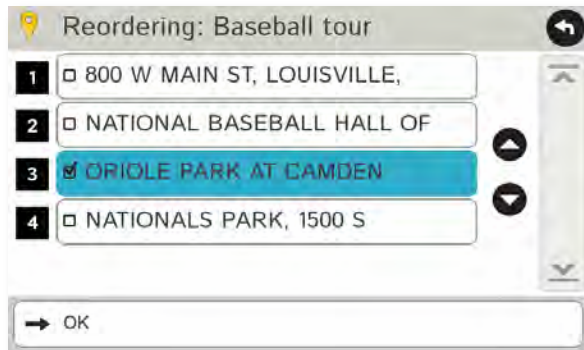 Reordering: Baseball tour
1 800 W MAIN ST, LOUISVILLE,
2 NATIONAL BASEBALL HALL OF
3 ORIOLE PARK AT CAMDEN
4 NATIONALS PARK, 1500 S
OK